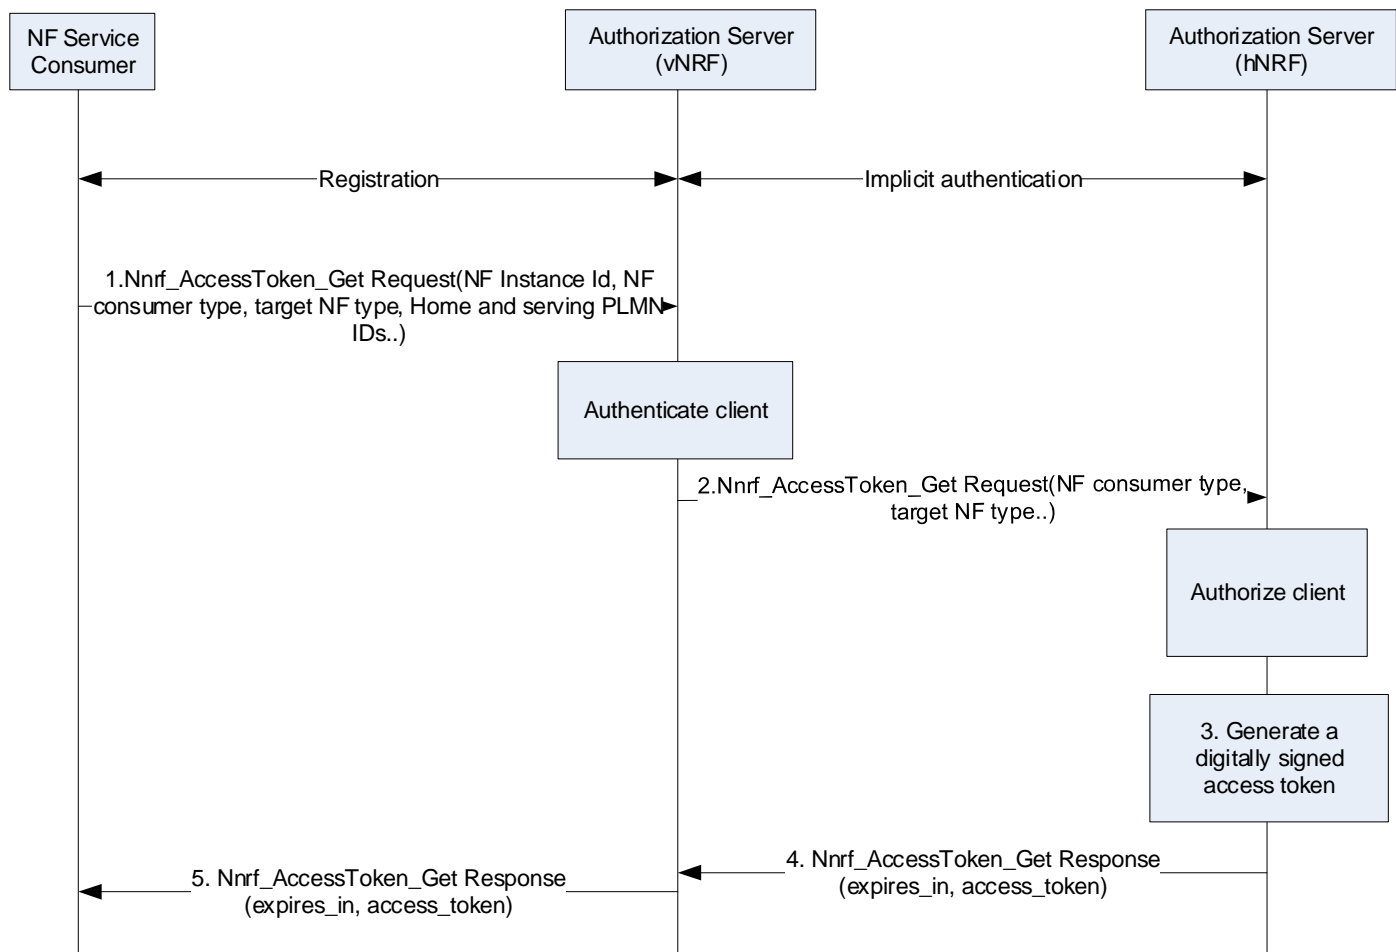 NF Service
Consumer
Authorization Server
(vNRF)
Authorization Server
(hNRF)
Registration
Implicit authentication
1.Nnrf_AccessToken_Get Request(NF Instance Id, NF
consumer type, target NF type, Home and serving PLMN
IDs..)
Authenticate client
2.Nnrf_AccessToken_Get Request(NF consumer type,
target NF type..)
Authorize client
3. Generate a
digitally signed
access token
4. Nnrf_AccessToken_Get Response
(expires_in, access_token)
5. Nnrf_AccessToken_Get Response
(expires_in, access_token)